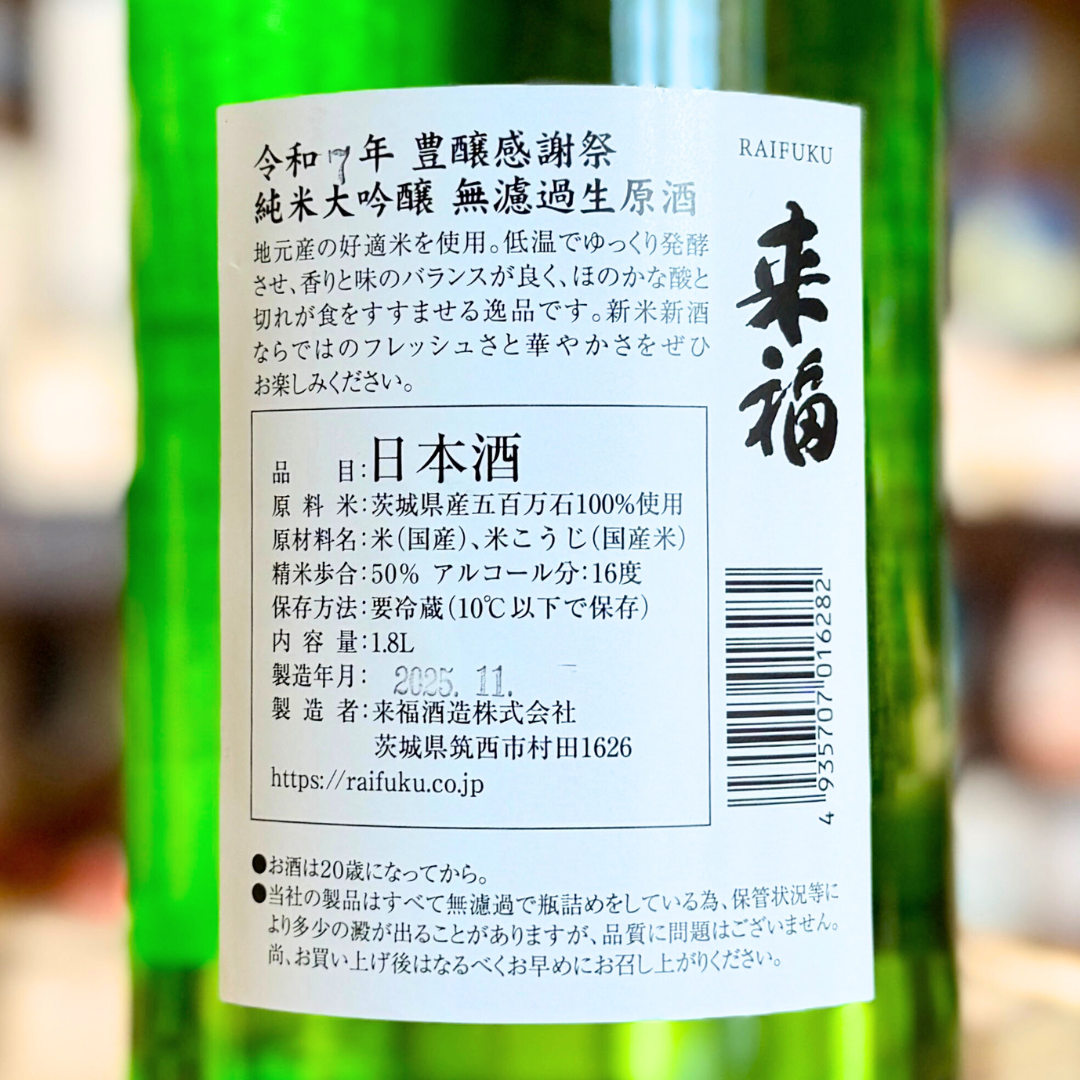 令和7年 豊醸感謝祭
純米大吟醸 無濾過生原酒
地元産の好適米を使用。低温でゆっくり発酵
させ、香りと味のバランスが良く、ほのかな酸と
切れが食をすすませる逸品です。新米新酒
ならではのフレッシュさと華やかさをぜひ
お楽しみください。
品 目:日本酒
原料米:茨城県産五百万石100%使用
原材料名:米(国産)、米こうじ(国産米)
精米歩合:50% アルコール分:16度
保存方法:要冷蔵(10℃以下で保存)
内容量:1.8L
製造年月: 2025.11.
製造者:来福酒造株式会社
茨城県筑西市村田1626
https://raifuku.co.jp
●お酒は20歳になってから。
●当社の製品はすべて無濾過で瓶詰めをしている為、保管状況等に
より多少の澱が出ることがありますが、品質に問題はございません。
尚、お買い上げ後はなるべくお早めにお召し上がりください。
RAIFUKU
来福
4 935707 016282